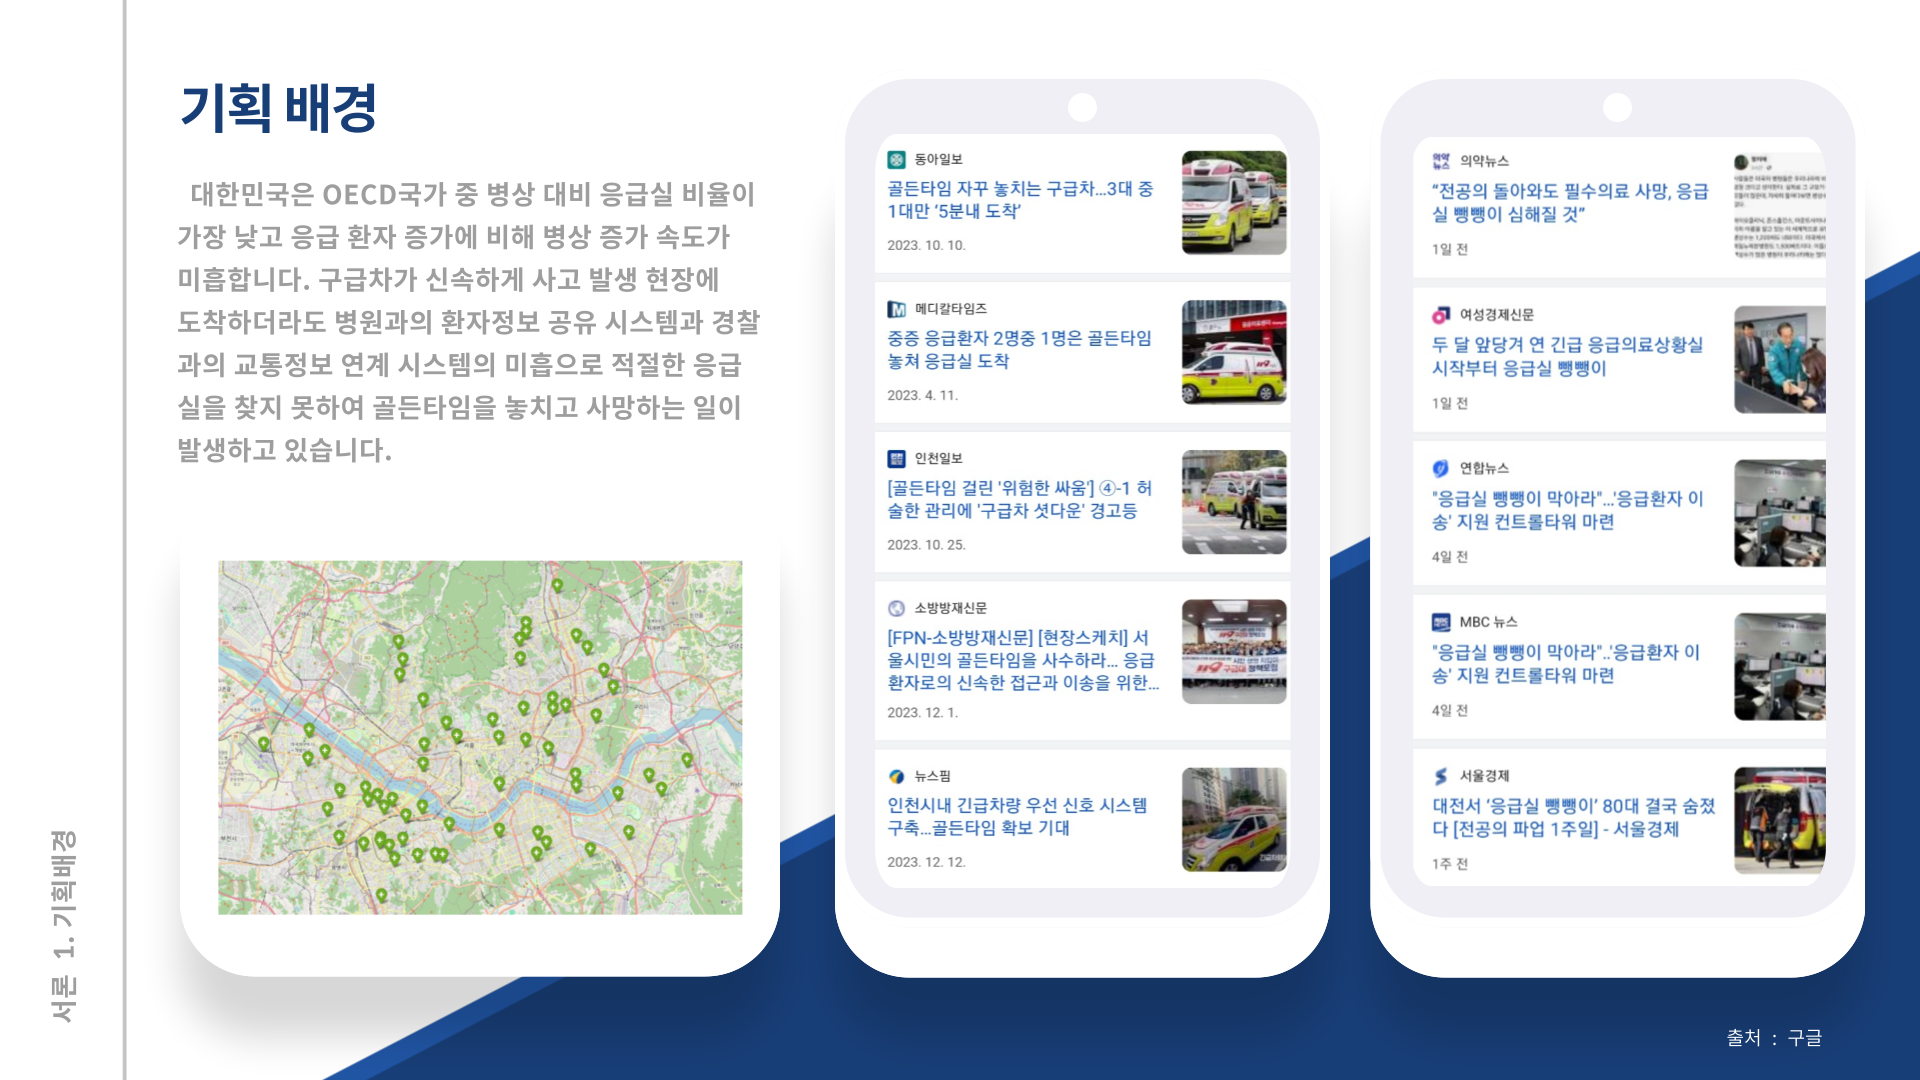 기획 배경
대한민국은 OECD국가 중 병상 대비 응급실 비율이
가장 낮고 응급 환자 증가에 비해 병상 증가 속도가
미흡합니다. 구급차가 신속하게 사고 발생 현장에
도착하더라도 병원과의 환자정보 공유 시스템과 경찰
과의 교통정보 연계 시스템의 미흡으로 적절한 응급
실을 찾지 못하여 골든타임을 놓치고 사망하는 일이
발생하고 있습니다.
동아일보
골든타임 자꾸 놓치는 구급차...3대 중
1대만 '5분내 도착'
2023. 10. 10.
메디칼타임즈
중증 응급환자 2명중 1명은 골든타임
놓쳐 응급실 도착
2023. 4. 11.
인천일보
[골든타임 걸린 '위험한 싸움'] ④-1 허
술한 관리에 '구급차 셧다운' 경고등
2023. 10. 25.
소방방재신문
[FPN-소방방재신문] [현장스케치] 서
울시민의 골든타임을 사수하라... 응급
환자로의 신속한 접근과 이송을 위한...
2023. 12. 1.
뉴스핌
인천시내 긴급차량 우선 신호 시스템
구축...골든타임 확보 기대
2023. 12. 12.
의약뉴스
"전공의 돌아와도 필수의료 사망, 응급
실 뺑뺑이 심해질 것"
1일 전
여성경제신문
두 달 앞당겨 연 긴급 응급의료상황실
시작부터 응급실 뺑뺑이
1일 전
연합뉴스
"응급실 뺑뺑이 막아라"...'응급환자 이
송' 지원 컨트롤타워 마련
4일 전
MBC 뉴스
"응급실 뺑뺑이 막아라"..'응급환자 이
송' 지원 컨트롤타워 마련
4일 전
서울경제
대전서 '응급실 뺑뺑이' 80대 결국 숨졌
다 [전공의 파업 1주일] - 서울경제
1주 전
서론 1. 기획배경
출처 : 구글